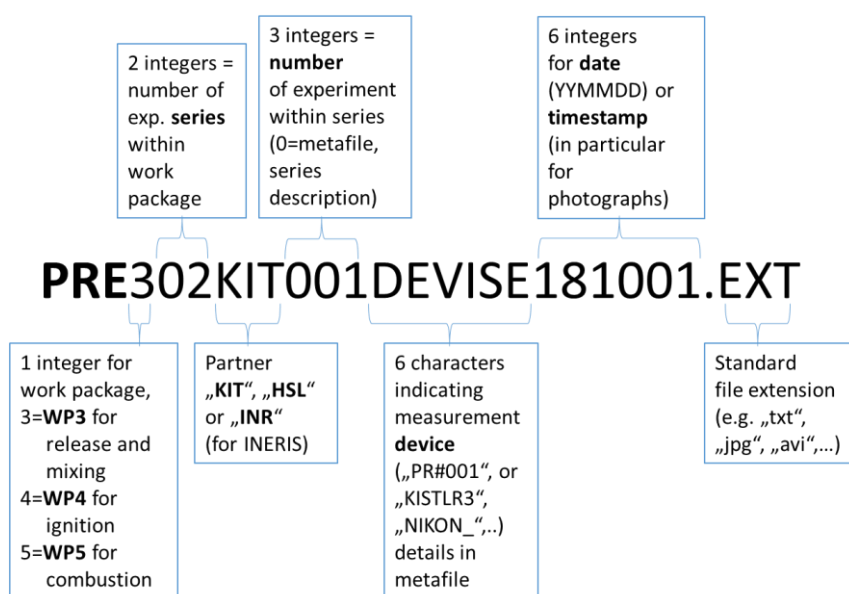 2 integers =
number of
exp. series
within
work
package
3 integers =
number
of experiment
within series
(0=metafile,
series
description)
6 integers
for date
(YYMMDD) or
timestamp
(in particular
for
photographs)
PRE302KIT001DEVISE181001.EXT
1 integer for
work package,
3=WP3 for
release and
mixing
4=WP4 for
ignition
5=WP5 for
combustion
Partner
„KIT“, „HSL“
or „INR“
(for INERIS)
6 characters
indicating
measurement
device
(„PR#001“, or
„KISTLR3“,
„NIKON_“,..)
details in
metafile
Standard
file extension
(e.g. „txt“,
„jpg“, „avi“,…)